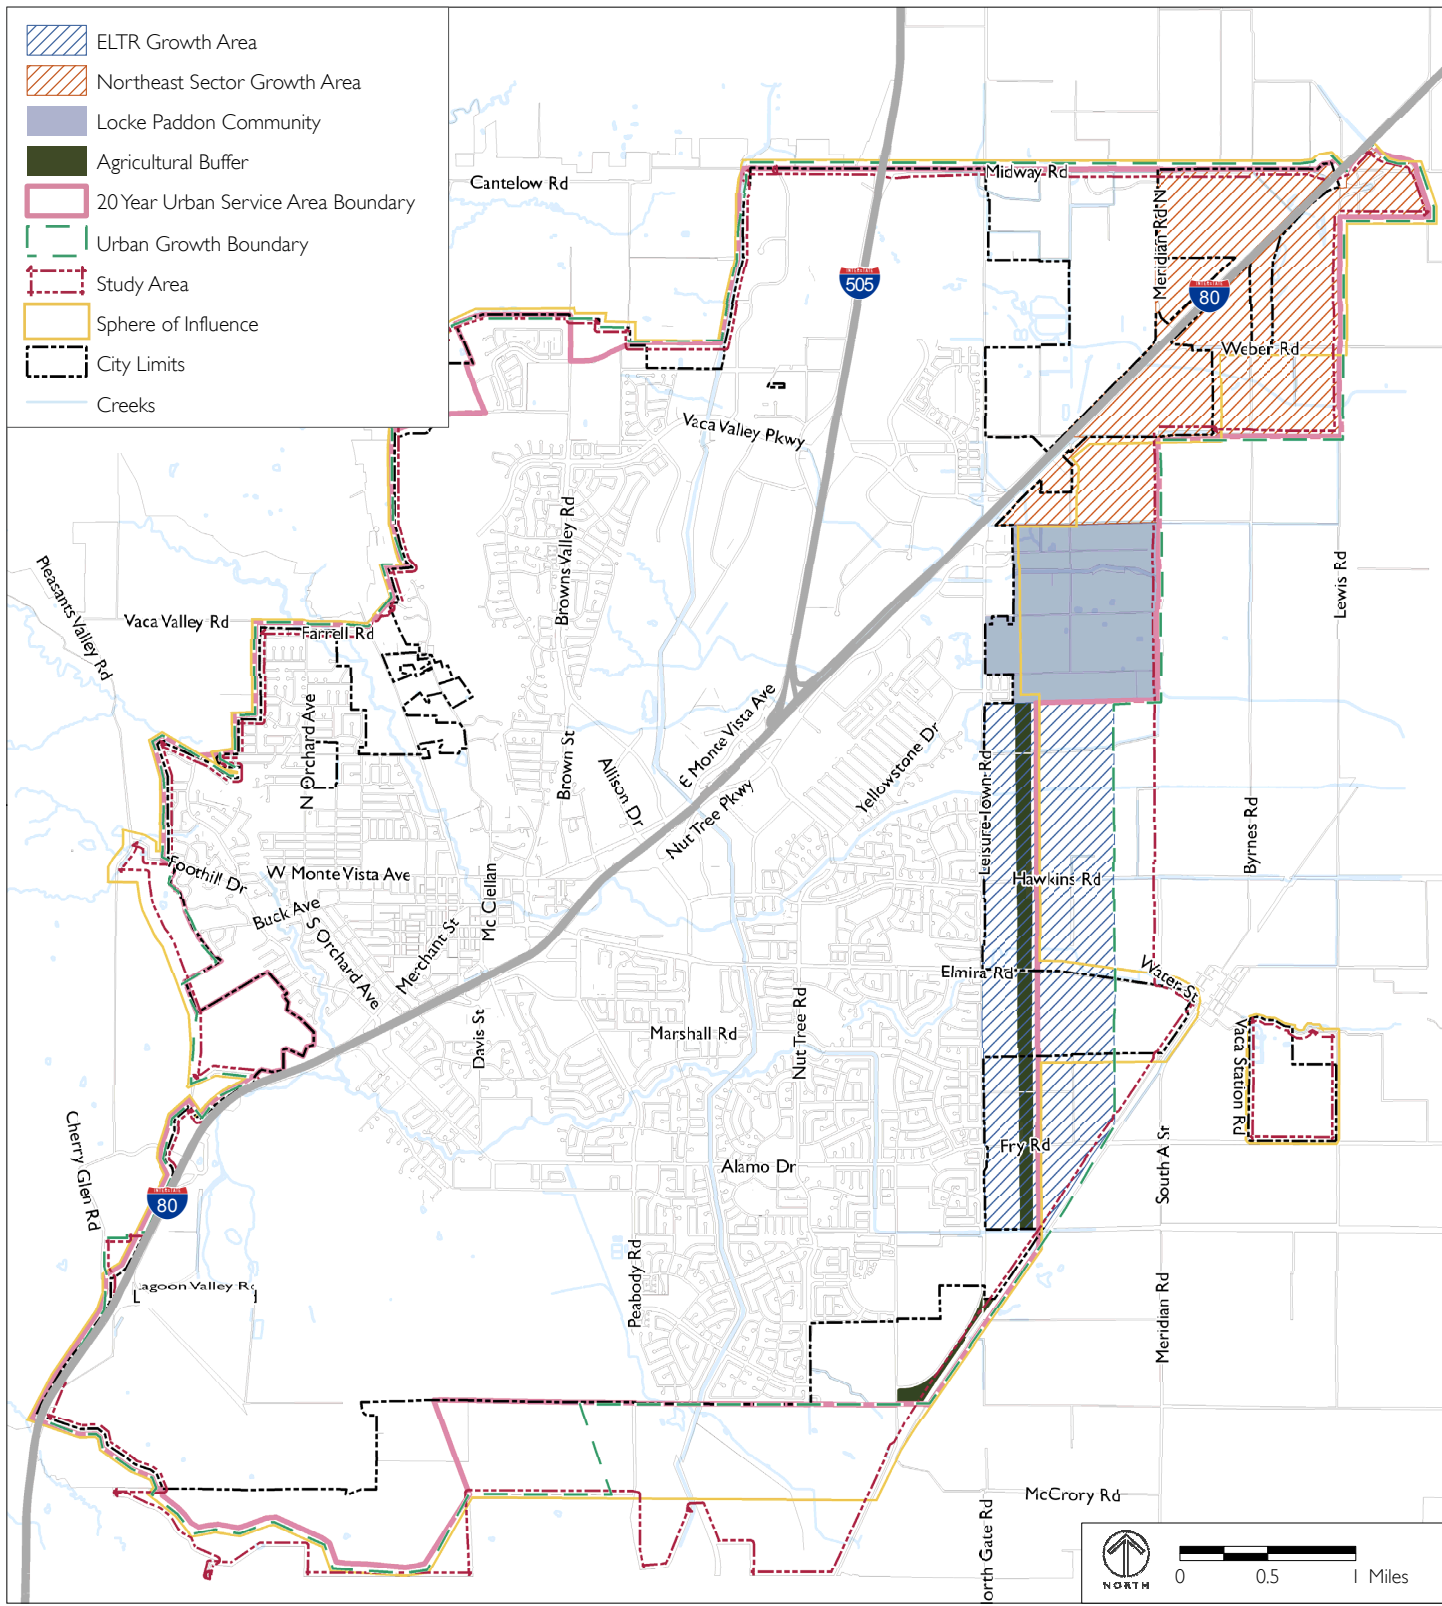 ELTR Growth Area
Northeast Sector Growth Area
Locke Paddon Community
Agricultural Buffer
20 Year Urban Service Area Boundary
Urban Growth Boundary
Study Area
Sphere of Influence
City Limits
Creeks
Cantelow Rd
Midway Rd
Meridian Rd N
INTERSTATE
505
INTERSTATE
80
Weber Rd
Vaca Valley Pkwy
Browns Valley Rd
Pleasants Valley Rd
Lewis Rd
Vaca Valley Rd
Farrell Rd
N Orchard Ave
E Monte Vista Ave
Brown St
Allison Dr
Nut Tree Pkwy
Yellowstone Dr
Leisure Town Rd
Byrnes Rd
Foothill Dr
W Monte Vista Ave
Hawkins Rd
Buck Ave
Mc Clellan
S Orchard Ave
Merchant St
Elmira Rd
Water St
Marshall Rd
Nut Tree Rd
Davis St
Vaca Station Rd
Cherry Glen Rd
Fry Rd
South A St
Alamo Dr
INTERSTATE
80
Peabody Rd
agoon Valley Rd
Meridian Rd
McCrory Rd
orth Gate Rd
NORTH
0 0.5 1 Miles